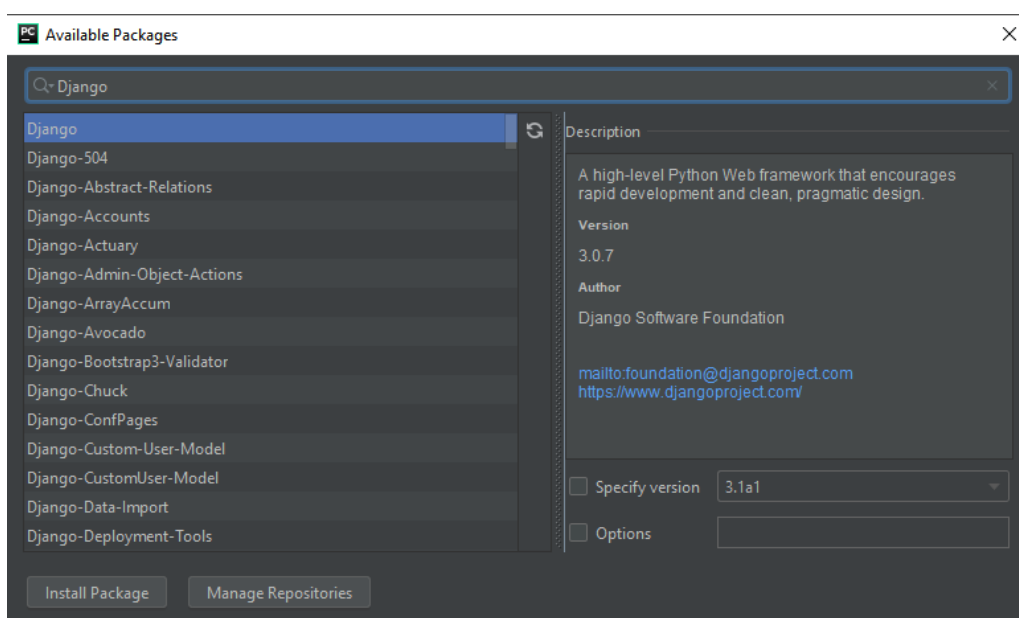 PC Available Packages
Django
Django
Django-504
Django-Abstract-Relations
Django-Accounts
Django-Actuary
Django-Admin-Object-Actions
Django-ArrayAccum
Django-Avocado
Django-Bootstrap3-Validator
Django-Chuck
Django-ConfPages
Django-Custom-User-Model
Django-CustomUser-Model
Django-Data-Import
Django-Deployment-Tools
Description
A high-level Python Web framework that encourages
rapid development and clean, pragmatic design.
Version
3.0.7
Author
Django Software Foundation
mailto:foundation@djangoproject.com
https://www.djangoproject.com/
Specify version 3.1a1
Options
Install Package Manage Repositories